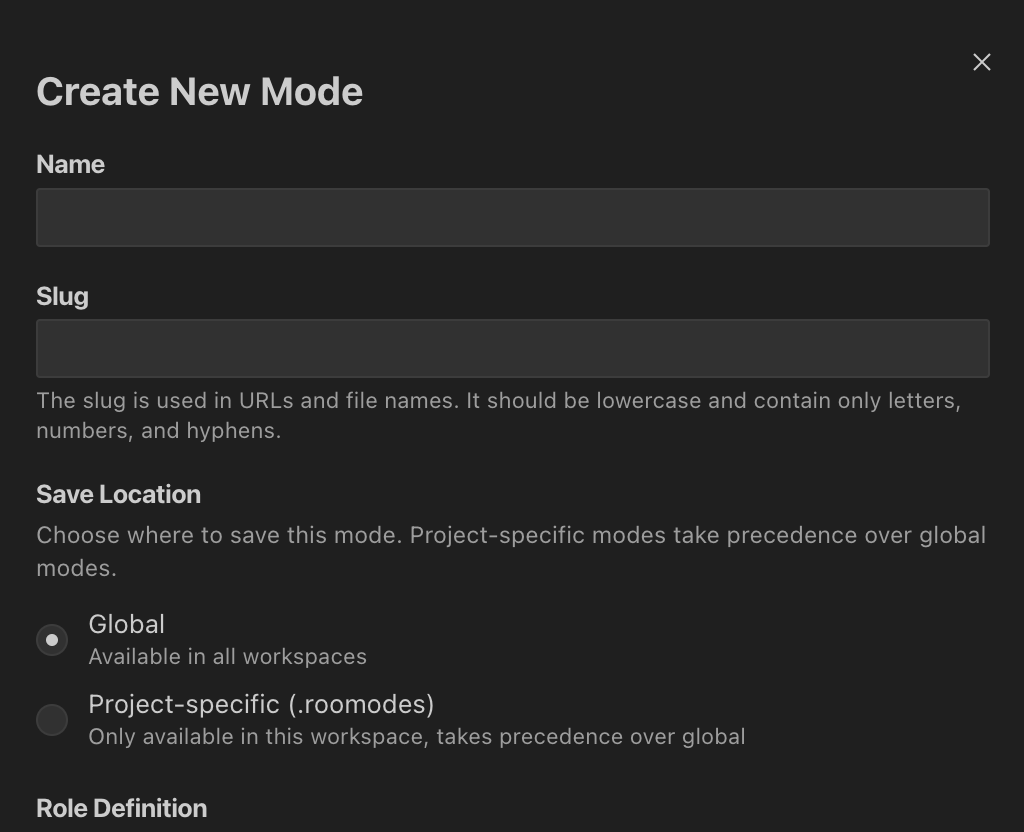 Create New Mode
Name
Slug
The slug is used in URLs and file names. It should be lowercase and contain only letters,
numbers, and hyphens.
Save Location
Choose where to save this mode. Project-specific modes take precedence over global
modes.
Global
Available in all workspaces
Project-specific (.roomodes)
Only available in this workspace, takes precedence over global
Role Definition